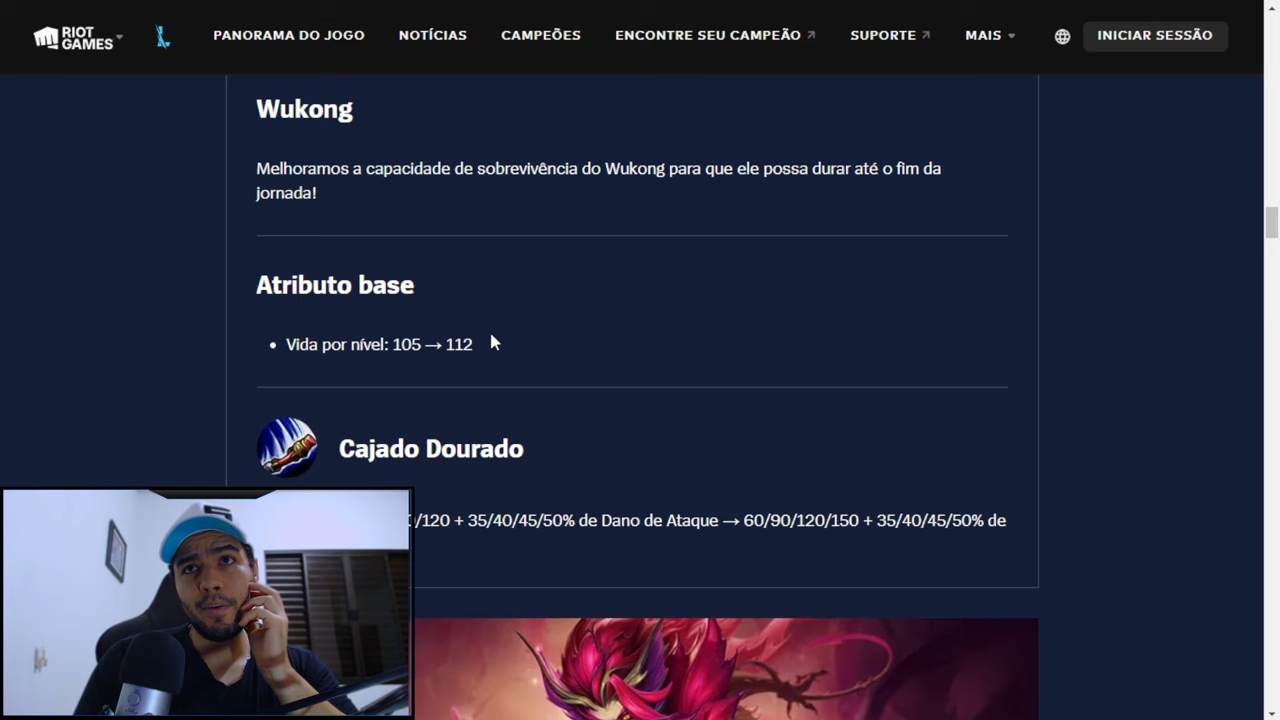 RIOT GAMES
PANORAMA DO JOGO NOTÍCIAS CAMPEÕES ENCONTRE SEU CAMPEÃO SUPORTE MAIS INICIAR SESSÃO
Wukong
Melhoramos a capacidade de sobrevivência do Wukong para que ele possa durar até o fim da
jornada!
Atributo base
• Vida por nível: 105 → 112
Cajado Dourado
/120 + 35/40/45/50% de Dano de Ataque → 60/90/120/150 + 35/40/45/50% de